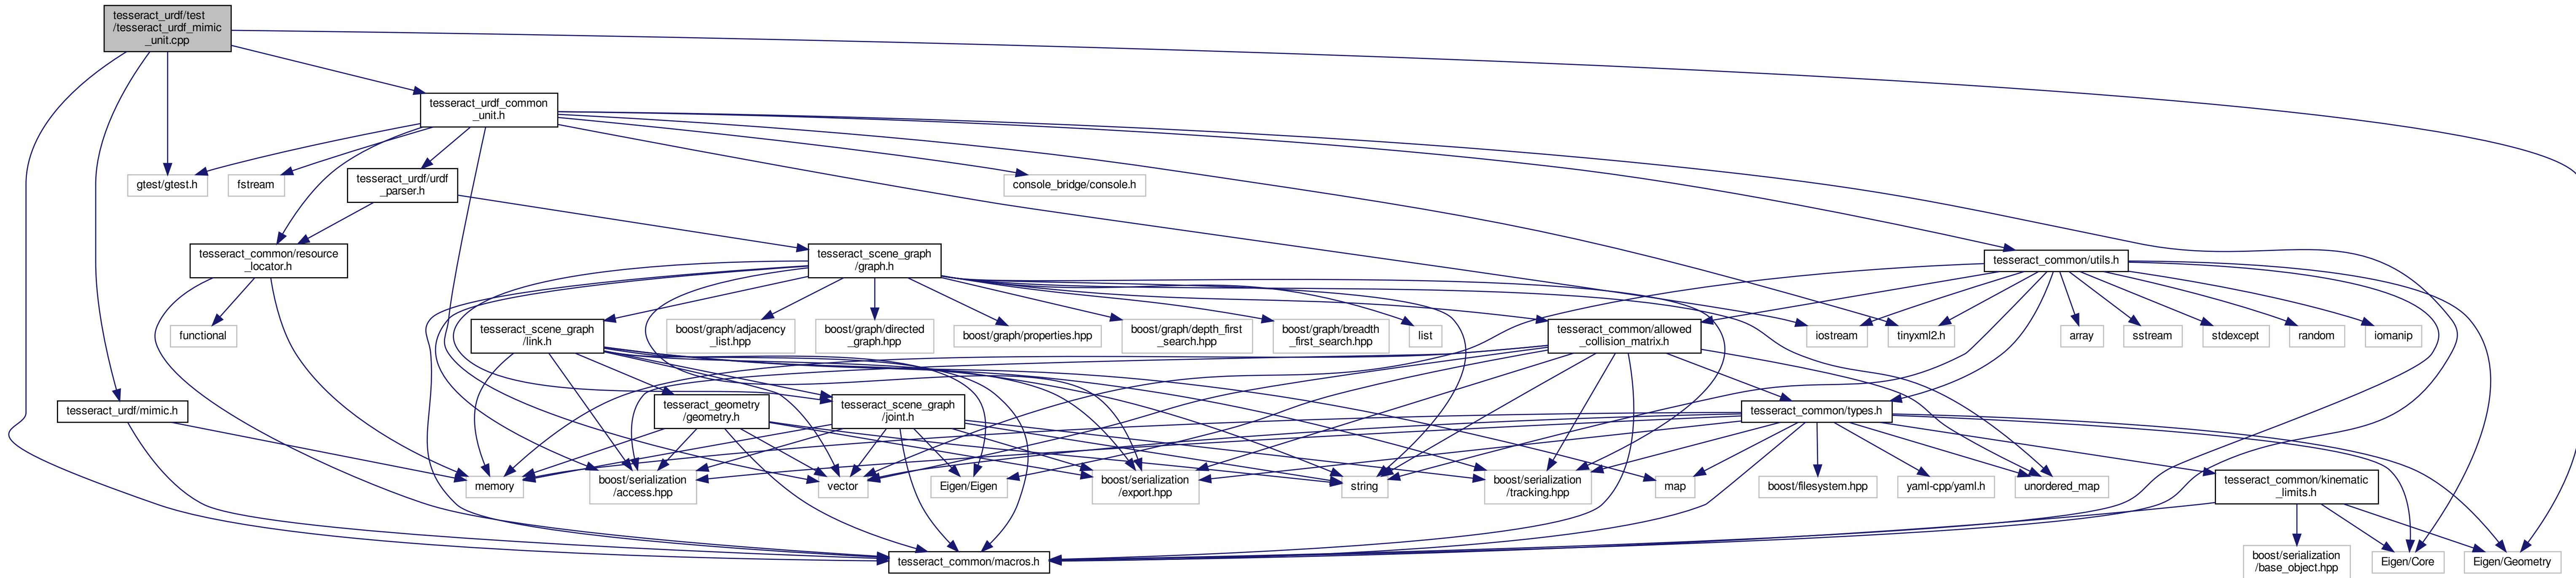 tesseract_urdf/test
/tesseract_urdf_mimic
_unit.cpp
tesseract_urdf_common
_unit.h
gtest/gtest.h
fstream
tesseract_urdf/urdf
_parser.h
console_bridge/console.h
tesseract_common/resource
_locator.h
tesseract_scene_graph
/graph.h
tesseract_common/utils.h
functional
tesseract_scene_graph
/link.h
boost/graph/adjacency
_list.hpp
boost/graph/directed
_graph.hpp
boost/graph/properties.hpp
boost/graph/depth_first
_search.hpp
boost/graph/breadth
_first_search.hpp
list
tesseract_common/allowed
_collision_matrix.h
iostream
tinyxml2.h
array
sstream
stdexcept
random
iomanip
tesseract_urdf/mimic.h
tesseract_geometry
/geometry.h
tesseract_scene_graph
/joint.h
tesseract_common/types.h
memory
boost/serialization
/access.hpp
vector
Eigen/Eigen
boost/serialization
/export.hpp
string
boost/serialization
/tracking.hpp
map
boost/filesystem.hpp
yaml-cpp/yaml.h
unordered_map
tesseract_common/kinematic
_limits.h
tesseract_common/macros.h
boost/serialization
/base_object.hpp
Eigen/Core
Eigen/Geometry